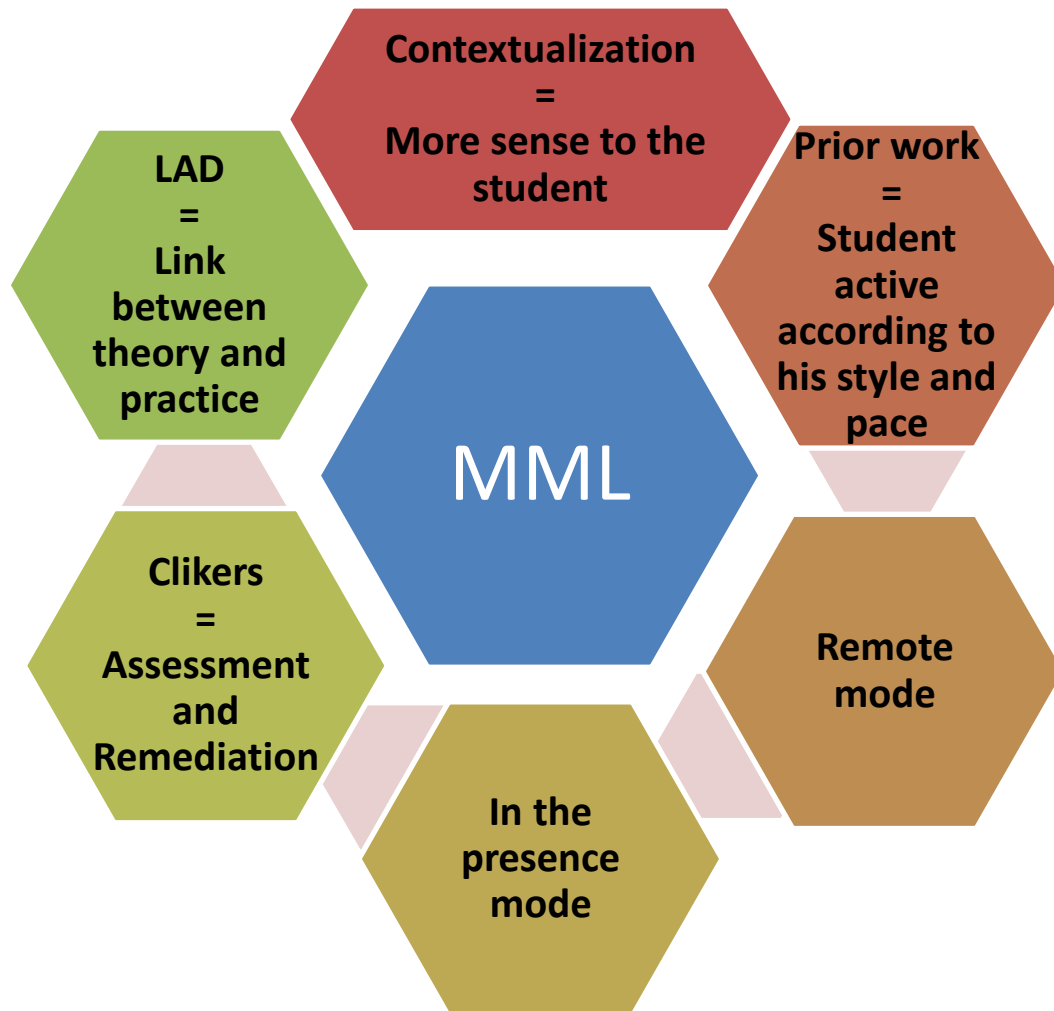 Contextualization
=
More sense to the
student
Prior work
=
Student
active
according to
his style and
pace
Remote
mode
In the
presence
mode
Clikers
=
Assessment
and
Remediation
LAD
=
Link
between
theory and
practice
MML